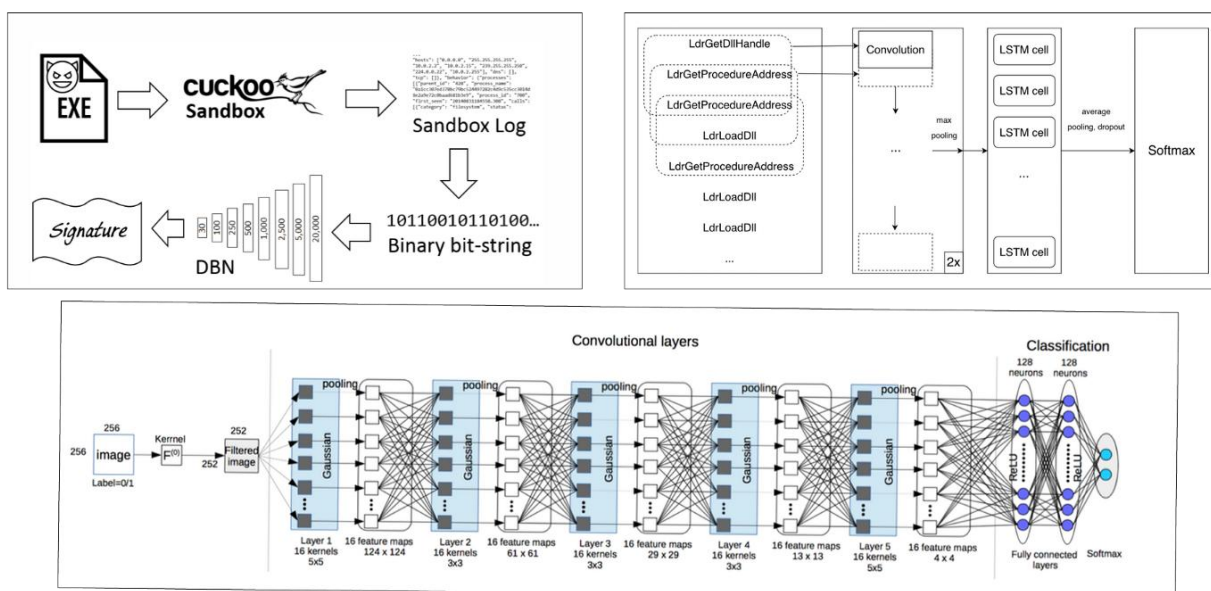 EXE
cuckoo
Sandbox
Sandbox Log
10110010110100...
Binary bit-string
20,000
5,000
2,500
1,000
500
250
100
30
DBN
Signature
LdrGetDllHandle
LdrGetProcedureAddress
LdrGetProcedureAddress
LdrLoadDll
LdrGetProcedureAddress
LdrLoadDll
LdrLoadDll
...
Convolution
...
2x
max
pooling
LSTM cell
LSTM cell
LSTM cell
...
LSTM cell
average
pooling, dropout
Softmax
Convolutional layers
Classification
256
256
image
Label=0/1
Kerrnel
F(0)
252
252
Filtered
image
pooling
Gaussian
Layer 1
16 kernels
5x5
16 feature maps
124 x 124
pooling
Gaussian
Layer 2
16 kernels
3x3
16 feature maps
61 x 61
pooling
Gaussian
Layer 3
16 kernels
3x3
16 feature maps
29 x 29
pooling
Gaussian
Layer 4
16 kernels
3x3
16 feature maps
13 x 13
pooling
Gaussian
Layer 5
16 kernels
5x5
16 feature maps
4 x 4
128
neurons
128
neurons
ReLU
ReLU
Fully connected
layers
Softmax